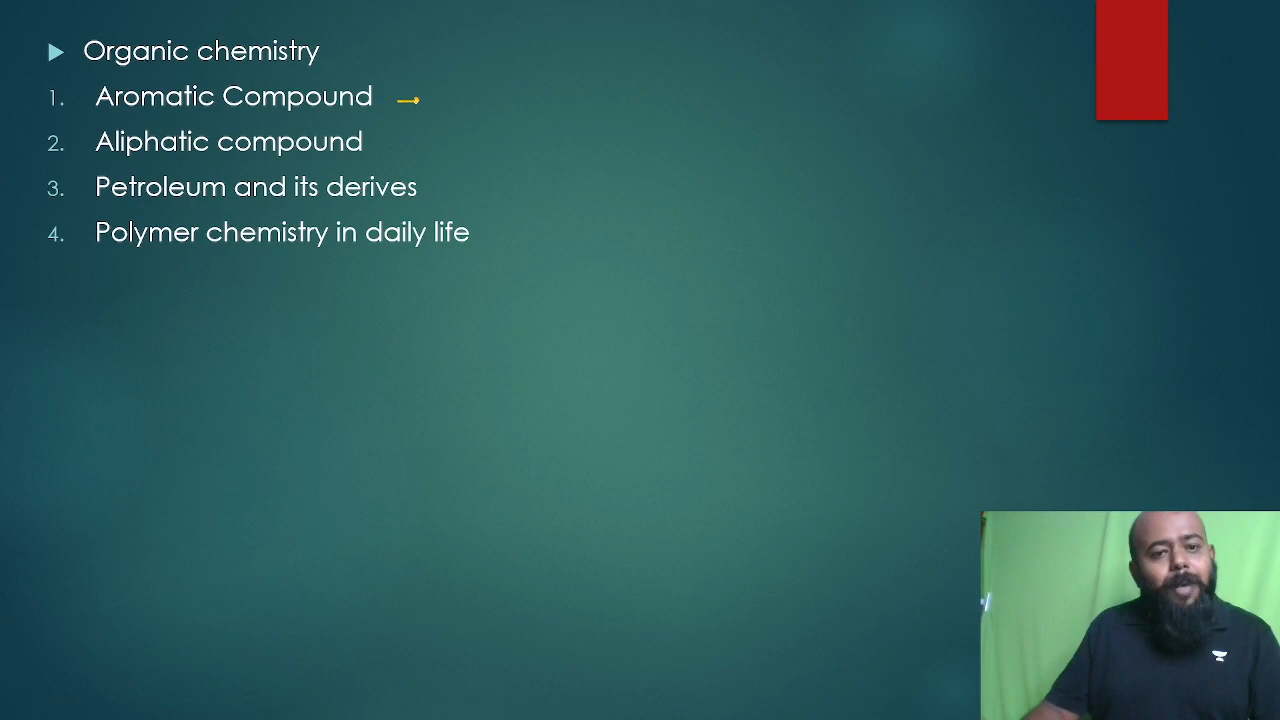 Organic chemistry
1. Aromatic Compound
2. Aliphatic compound
3. Petroleum and its derives
4. Polymer chemistry in daily life